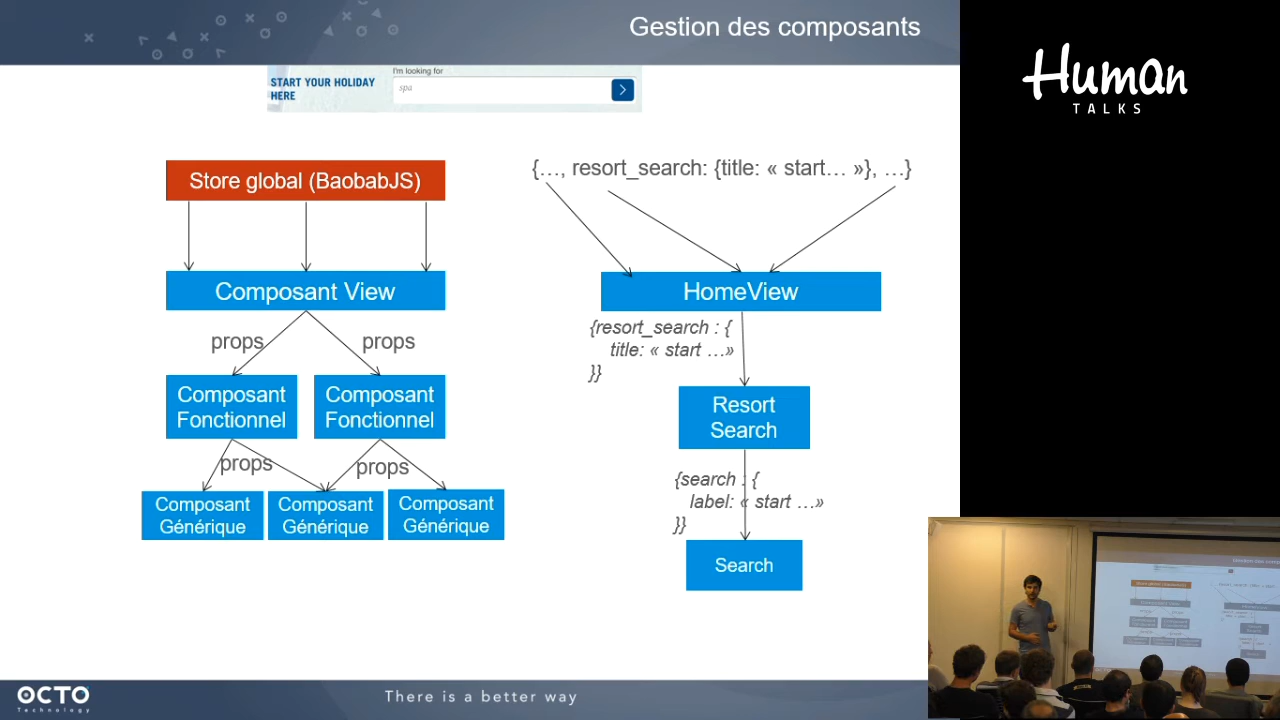 Gestion des composants
Human
TALKS
I'm looking for
START YOUR HOLIDAY
HERE
spa
Store global (BaobabJS)
{…, resort_search: {title: « start… »}, …}
Composant View
HomeView
props
props
{resort_search : {
title: « start …»
}}
Composant
Fonctionnel
Composant
Fonctionnel
Resort
Search
props
props
{search : {
label: « start …»
}}
Composant
Générique
Composant
Générique
Composant
Générique
Search
OCTO
Technology
There is a better way